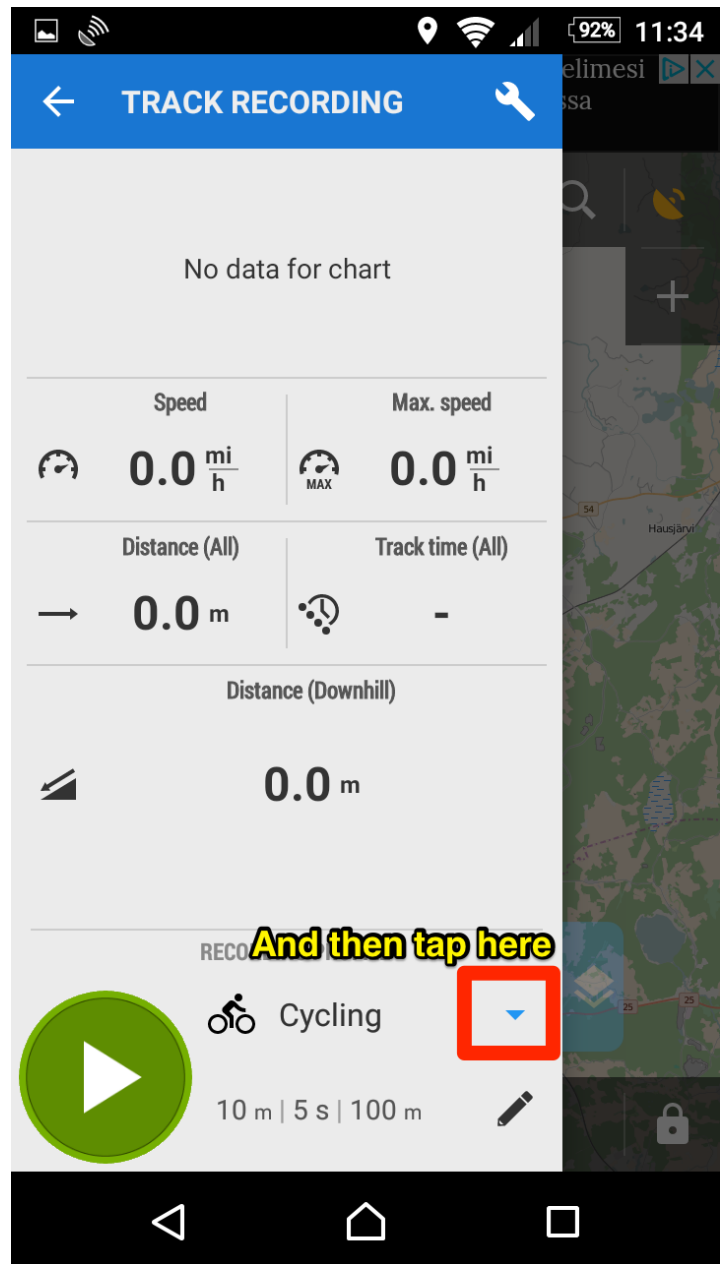 92% 11:34
elimesi
ssa
TRACK RECORDING
No data for chart
Speed
Max. speed
0.0 mi/h
MAX
0.0 mi/h
Distance (All)
Track time (All)
0.0 m
-
Distance (Downhill)
0.0 m
54
Hausjärvi
RECO
And then tap here
Cycling
25
25
10 m | 5 s | 100 m